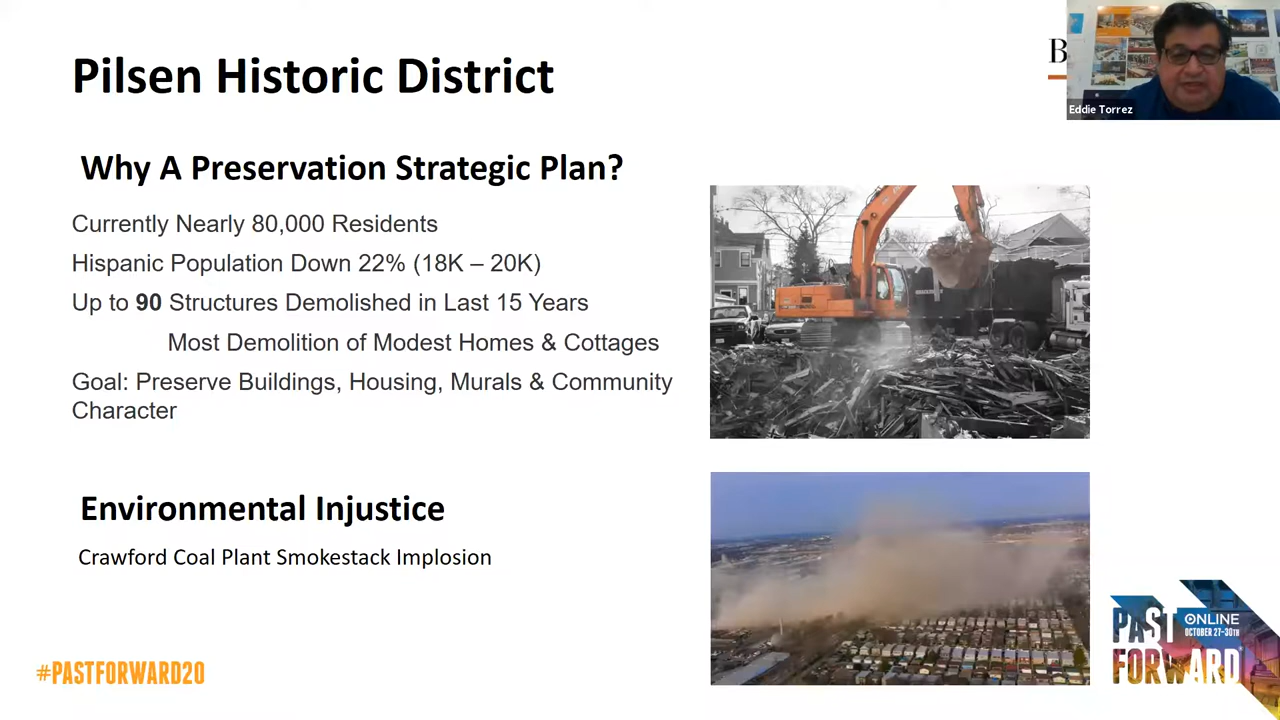 Pilsen Historic District
B
Eddie Torrez
Why A Preservation Strategic Plan?
Currently Nearly 80,000 Residents
Hispanic Population Down 22% (18K – 20K)
Up to 90 Structures Demolished in Last 15 Years
Most Demolition of Modest Homes & Cottages
Goal: Preserve Buildings, Housing, Murals & Community
Character
Environmental Injustice
Crawford Coal Plant Smokestack Implosion
#PASTFORWARD20
PAST
FORWARD
ONLINE
OCTOBER 27-30TH